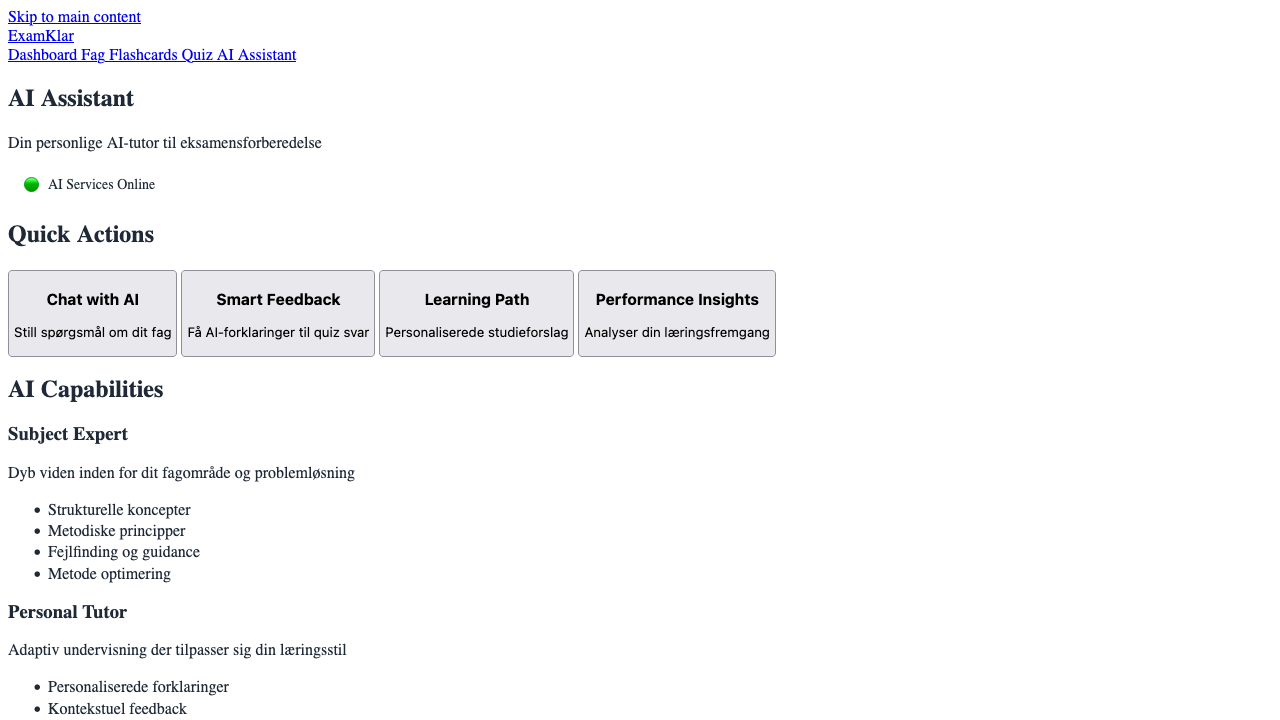 Skip to main content
ExamKlar
Dashboard Fag Flashcards Quiz AI Assistant
AI Assistant
Din personlige AI-tutor til eksamensforberedelse
AI Services Online
Quick Actions
Chat with AI
Still spørgsmål om dit fag
Smart Feedback
Få AI-forklaringer til quiz svar
Learning Path
Personaliserede studieforslag
Performance Insights
Analyser din læringsfremgang
AI Capabilities
Subject Expert
Dyb viden inden for dit fagområde og problemløsning
Strukturelle koncepter
Metodiske principper
Fejlfinding og guidance
Metode optimering
Personal Tutor
Adaptiv undervisning der tilpasser sig din læringsstil
Personaliserede forklaringer
Kontekstuel feedback